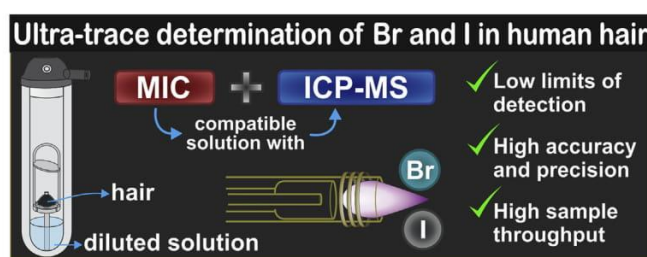 Ultra-trace determination of Br and I in human hair
MIC + ICP-MS
compatible
solution with
hair
diluted solution
Br
I
Low limits of
detection
High accuracy
and precision
High sample
throughput